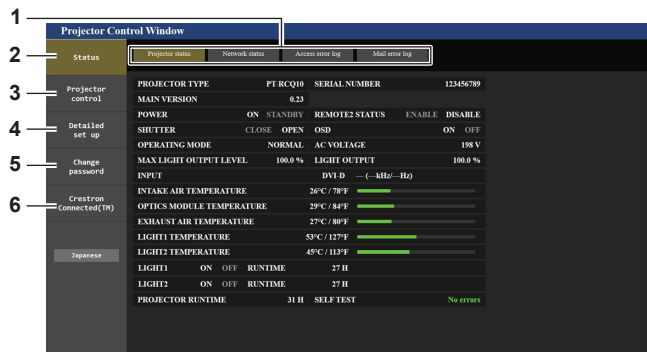 1
Projector Control Window
2
Status
Projector status Network status Access error log Mail error log
3
Projector
control
4
Detailed
set up
5
Change
password
6
Crestron
Connected(TM)
Japanese
PROJECTOR TYPE PT-RCQ10 SERIAL NUMBER 123456789
MAIN VERSION 0.23
POWER ON STANDBY REMOTE2 STATUS ENABLE DISABLE
SHUTTER CLOSE OPEN OSD ON OFF
OPERATING MODE NORMAL AC VOLTAGE 198 V
MAX LIGHT OUTPUT LEVEL 100.0 % LIGHT OUTPUT 100.0 %
INPUT DVI-D — (—kHz/—Hz)
INTAKE AIR TEMPERATURE 26°C / 78°F
OPTICS MODULE TEMPERATURE 29°C / 84°F
EXHAUST AIR TEMPERATURE 27°C / 80°F
LIGHT1 TEMPERATURE 53°C / 127°F
LIGHT2 TEMPERATURE 45°C / 113°F
LIGHT1 ON OFF RUNTIME 27 H
LIGHT2 ON OFF RUNTIME 27 H
PROJECTOR RUNTIME 31 H SELF TEST No errors